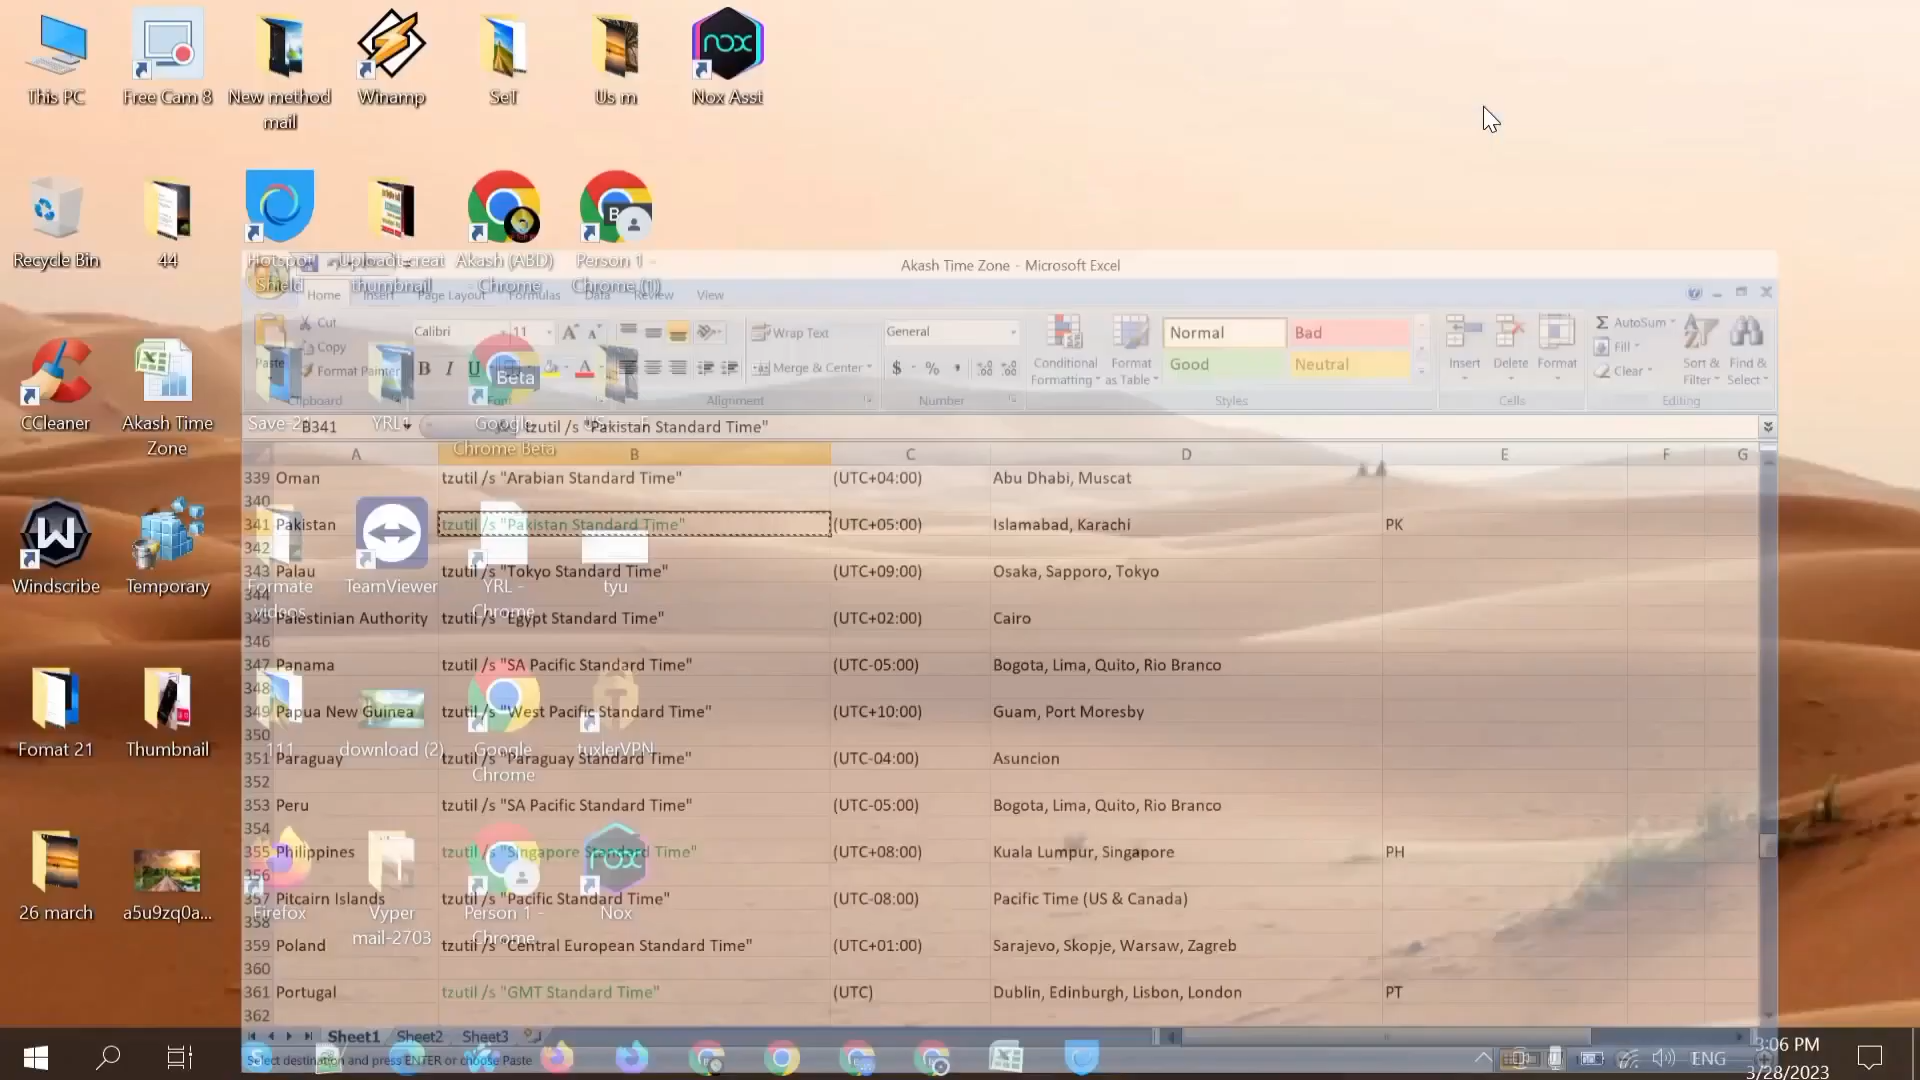 This PC
Free Cam 8
New method
mail
Winamp
SeT
Us m
Nox Asst
nox
Recycle Bin
44
Hotspot
Shield
thumbnail
Akash (ABD)
- Chrome
Person 1 -
Chrome (1)
CCleaner
Akash Time
Zone
YRL1
Google
Chrome Beta
Beta
Windscribe
Temporary
Formate
videos
TeamViewer
YRL -
Chrome
tyu
Fomat 21
Thumbnail
111
download (2)
Google
Chrome
tuxlerVPN
26 march
a5u9zq0a...
Firefox
Vyper
mail-2703
Person 1 -
Chrome
Nox
Akash Time Zone - Microsoft Excel
Home Insert Page Layout Formulas Data Review View
Paste
Cut
Copy
Format Painter
Clipboard
Calibri 11
B I U
Font
Wrap Text
Merge & Center
Alignment
General
$ % ,
Number
Conditional
Formatting
Format
as Table
Normal Bad
Good Neutral
Styles
Insert Delete Format
Cells
AutoSum
Fill
Clear
Sort &
Filter
Find &
Select
Editing
B341
tzutil /s "Pakistan Standard Time"
A B C D E F G
339 Oman tzutil /s "Arabian Standard Time" (UTC+04:00) Abu Dhabi, Muscat
340
341 Pakistan tzutil /s "Pakistan Standard Time" (UTC+05:00) Islamabad, Karachi PK
342
343 Palau tzutil /s "Tokyo Standard Time" (UTC+09:00) Osaka, Sapporo, Tokyo
344
345 Palestinian Authority tzutil /s "Egypt Standard Time" (UTC+02:00) Cairo
346
347 Panama tzutil /s "SA Pacific Standard Time" (UTC-05:00) Bogota, Lima, Quito, Rio Branco
348
349 Papua New Guinea tzutil /s "West Pacific Standard Time" (UTC+10:00) Guam, Port Moresby
350
351 Paraguay tzutil /s "Paraguay Standard Time" (UTC-04:00) Asuncion
352
353 Peru tzutil /s "SA Pacific Standard Time" (UTC-05:00) Bogota, Lima, Quito, Rio Branco
354
355 Philippines tzutil /s "Singapore Standard Time" (UTC+08:00) Kuala Lumpur, Singapore PH
356
357 Pitcairn Islands tzutil /s "Pacific Standard Time" (UTC-08:00) Pacific Time (US & Canada)
358
359 Poland tzutil /s "Central European Standard Time" (UTC+01:00) Sarajevo, Skopje, Warsaw, Zagreb
360
361 Portugal tzutil /s "GMT Standard Time" (UTC) Dublin, Edinburgh, Lisbon, London PT
362
Sheet1 Sheet2 Sheet3
Select destination and press ENTER or choose Paste
ENG
3:06 PM
3/28/2023